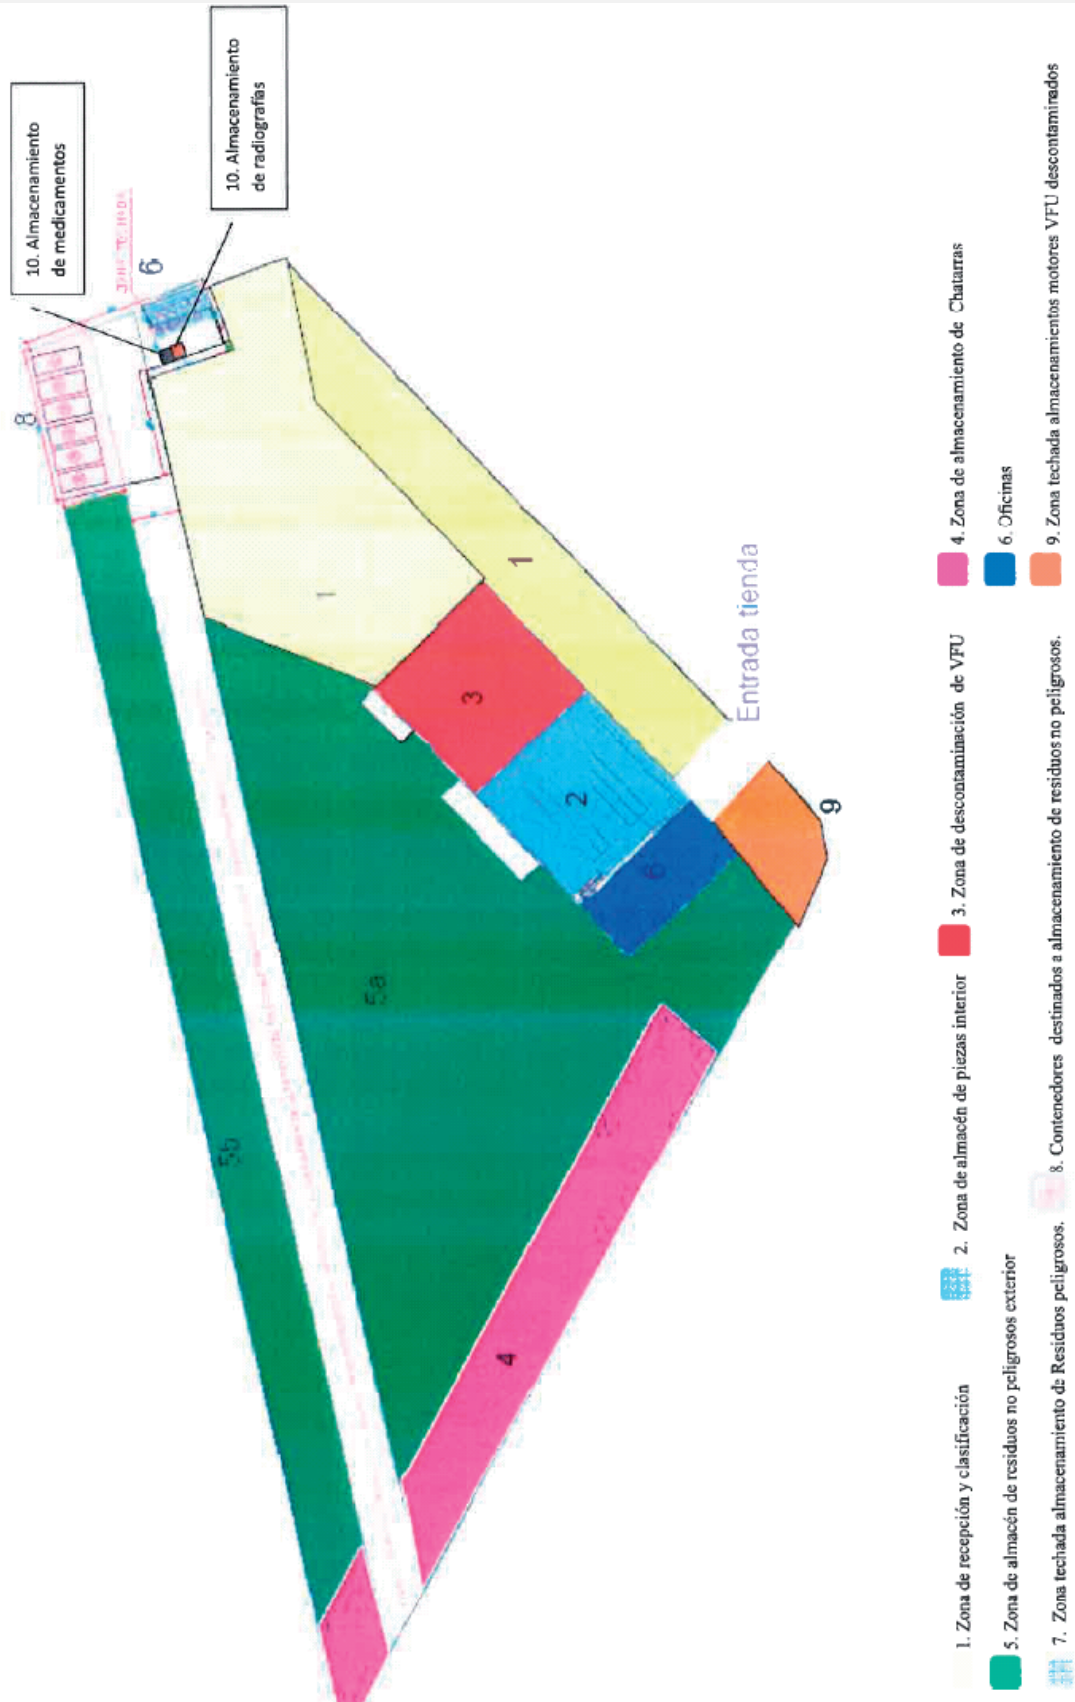 10. Almacenamiento
de medicamentos
10. Almacenamiento
de radiografías
8
6
1
1
3
2
6
9
5a
5b
4
Entrada tienda
1. Zona de recepción y clasificación
2. Zona de almacén de piezas interior
3. Zona de descontaminación de VFU
4. Zona de almacenamiento de Chatarras
5. Zona de almacén de residuos no peligrosos exterior
6. Oficinas
7. Zona techada almacenamiento de Residuos peligrosos.
8. Contenedores destinados a almacenamiento de residuos no peligrosos.
9. Zona techada almacenamientos motores VFU descontaminados